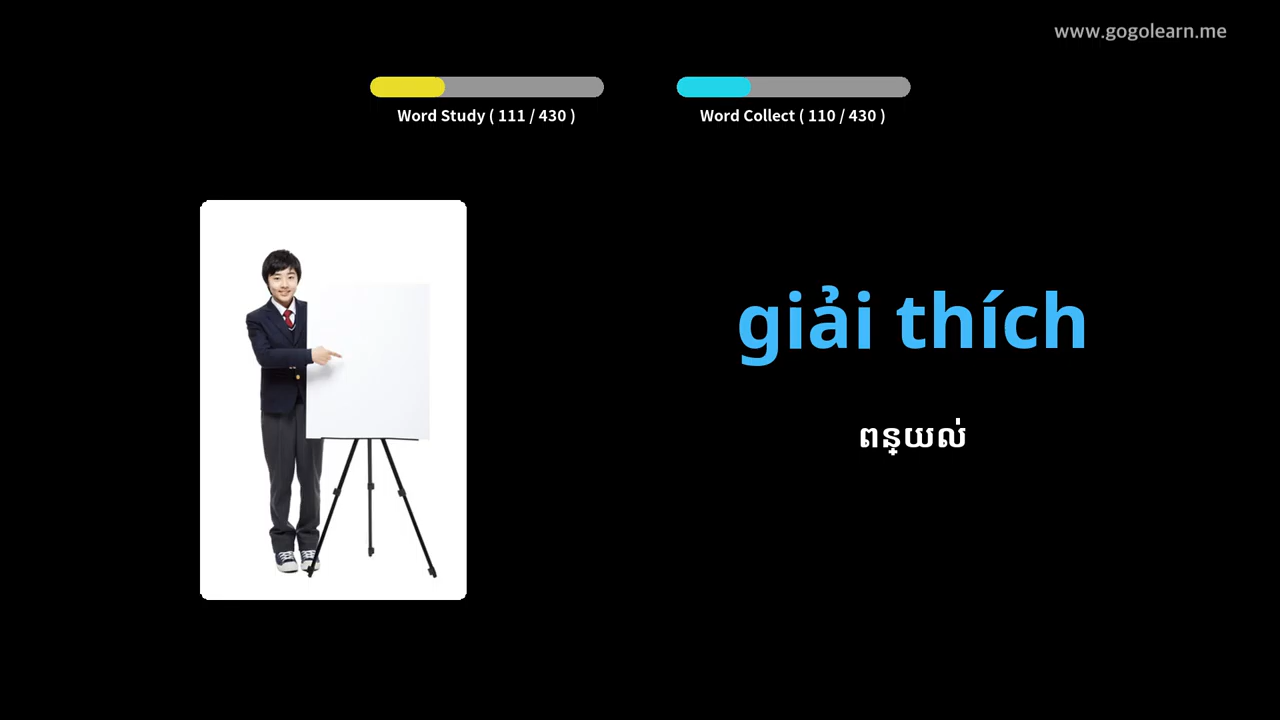 www.gogolearn.me
Word Study ( 111 / 430 )
Word Collect ( 110 / 430 )
giải thích
ពន្យល់